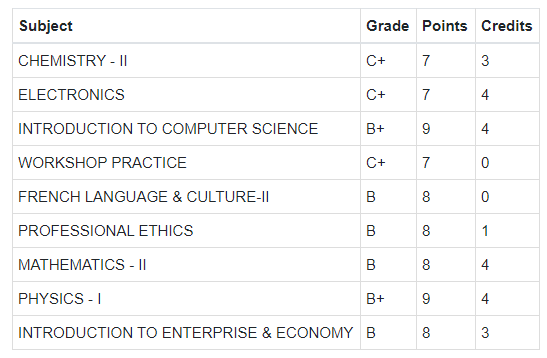 Subject Grade Points Credits
CHEMISTRY - II C+ 7 3
ELECTRONICS C+ 7 4
INTRODUCTION TO COMPUTER SCIENCE B+ 9 4
WORKSHOP PRACTICE C+ 7 0
FRENCH LANGUAGE & CULTURE-II B 8 0
PROFESSIONAL ETHICS B 8 1
MATHEMATICS - II B 8 4
PHYSICS - I B+ 9 4
INTRODUCTION TO ENTERPRISE & ECONOMY B 8 3